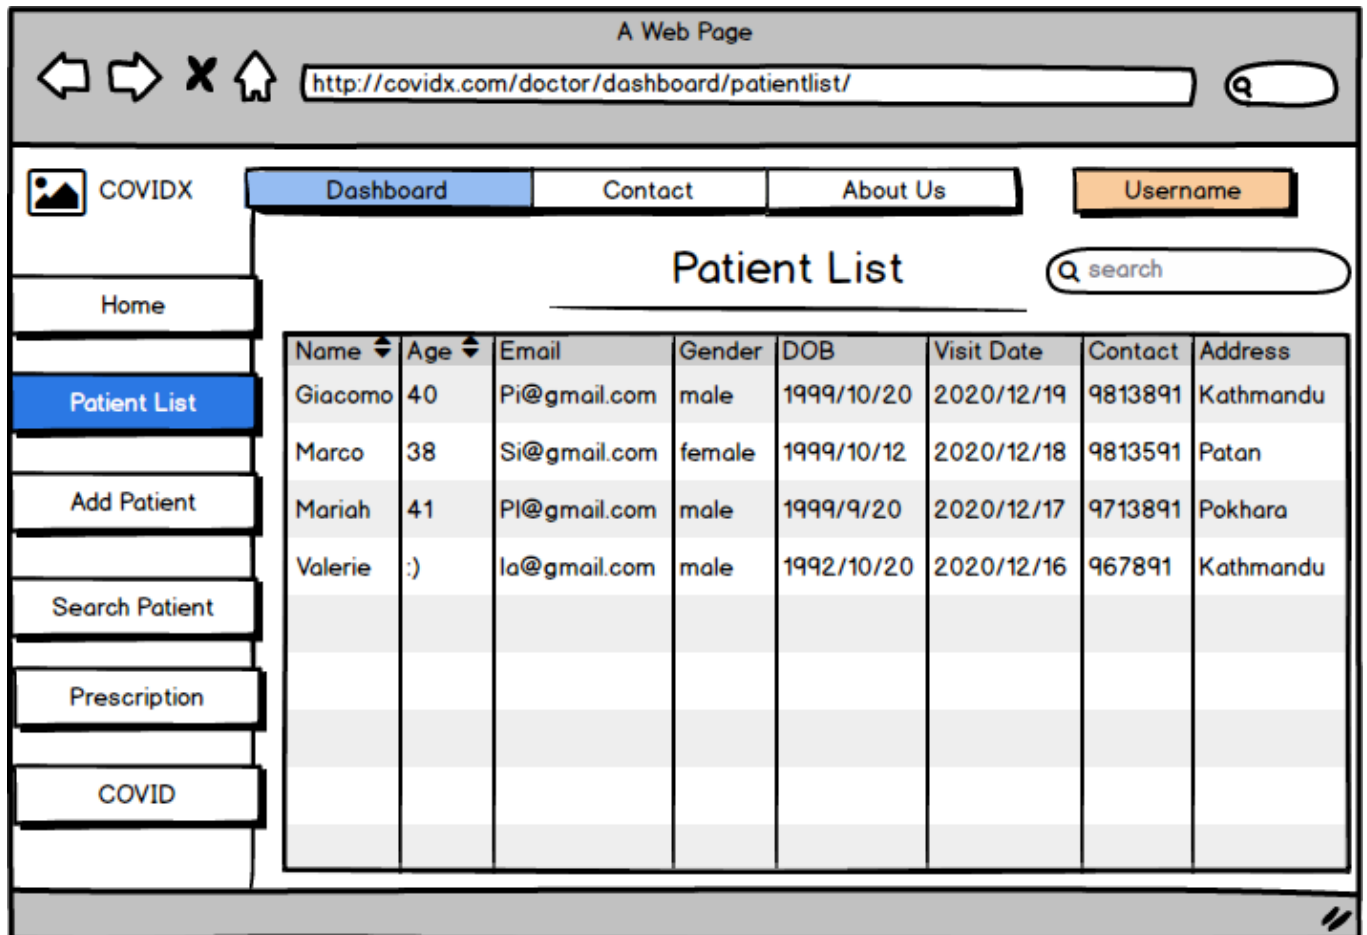 A Web Page
http://covidx.com/doctor/dashboard/patientlist/
COVIDX Dashboard Contact About Us Username
Patient List search
Home
Patient List
Add Patient
Search Patient
Prescription
COVID
Name Age Email Gender DOB Visit Date Contact Address
Giacomo 40 Pi@gmail.com male 1999/10/20 2020/12/19 9813891 Kathmandu
Marco 38 Si@gmail.com female 1999/10/12 2020/12/18 9813591 Patan
Mariah 41 Pl@gmail.com male 1999/9/20 2020/12/17 9713891 Pokhara
Valerie :) la@gmail.com male 1992/10/20 2020/12/16 967891 Kathmandu